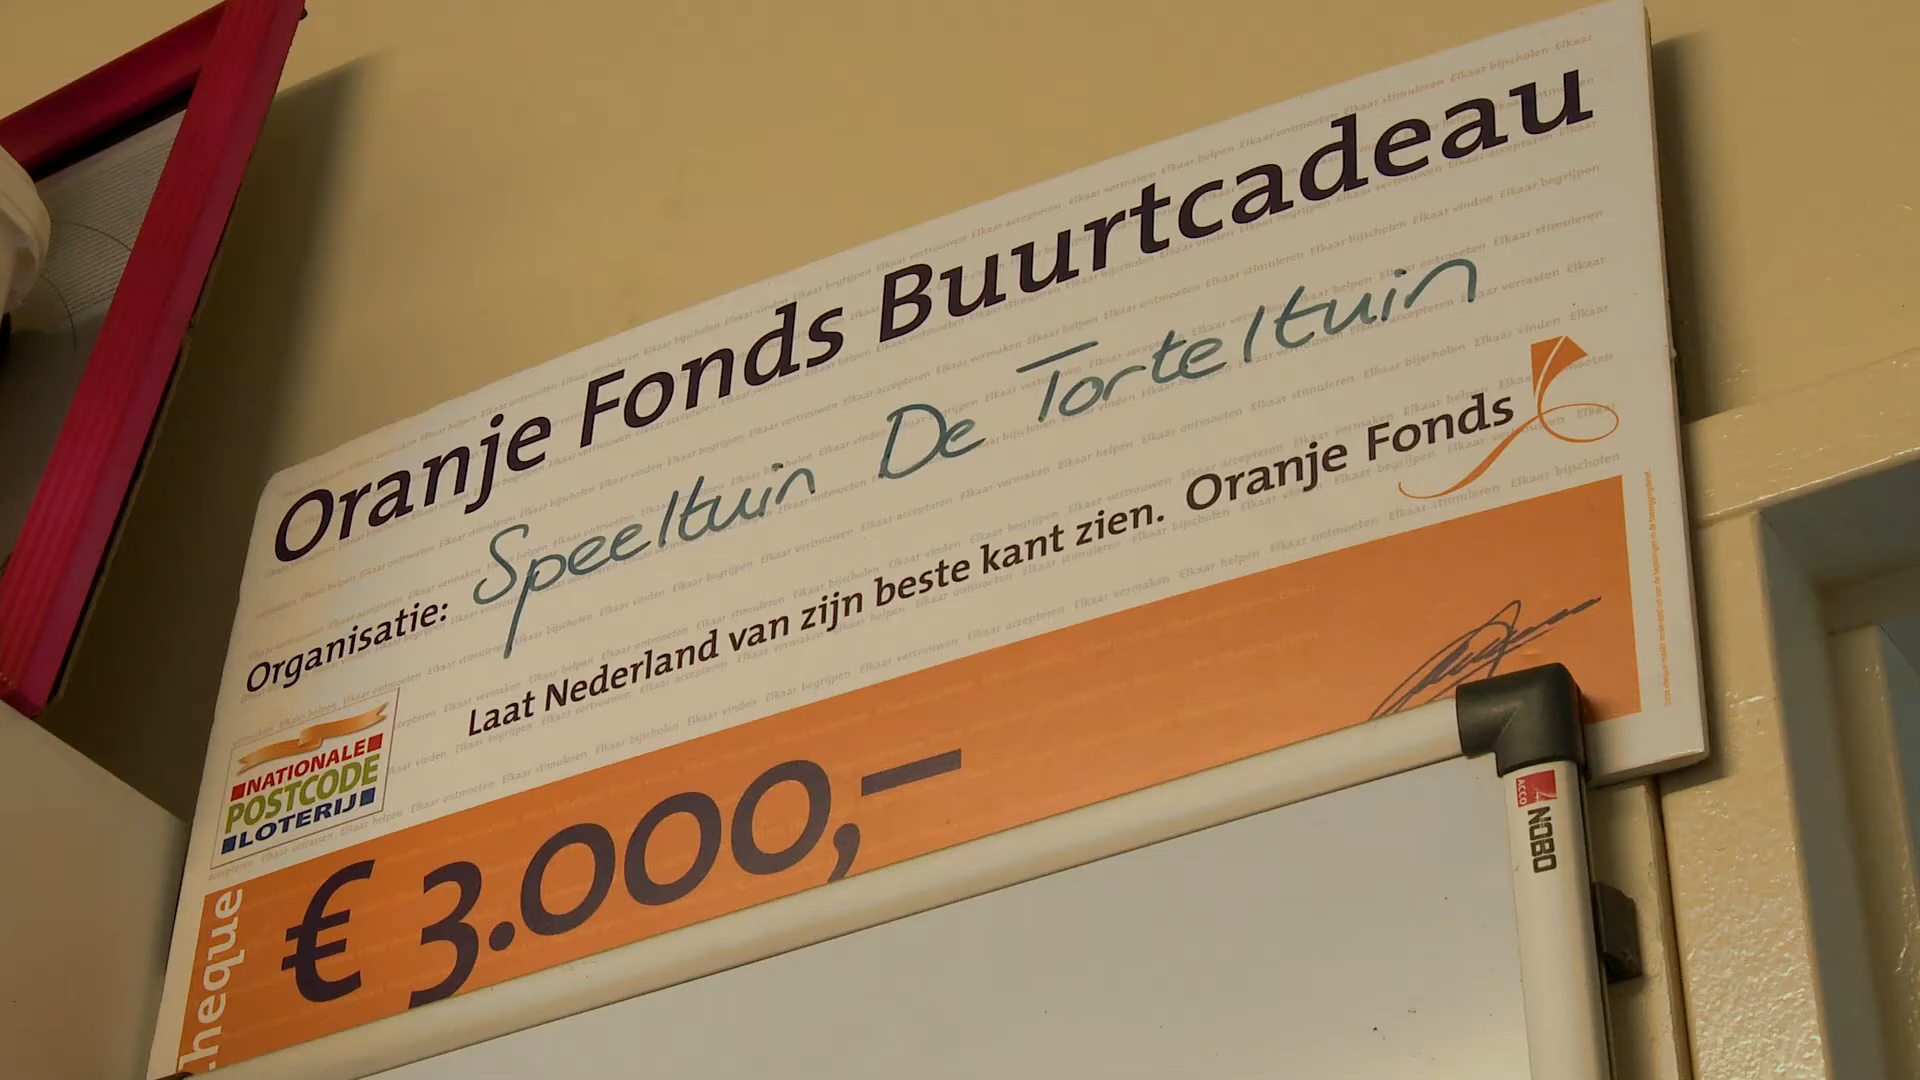 Oranje Fonds Buurtcadeau
Organisatie: Speeltuin De Torteltuin
Laat Nederland van zijn beste kant zien. Oranje Fonds
NATIONALE
POSTCODE
LOTERIJ
€ 3.000,–
heque
ACCO
NOBO